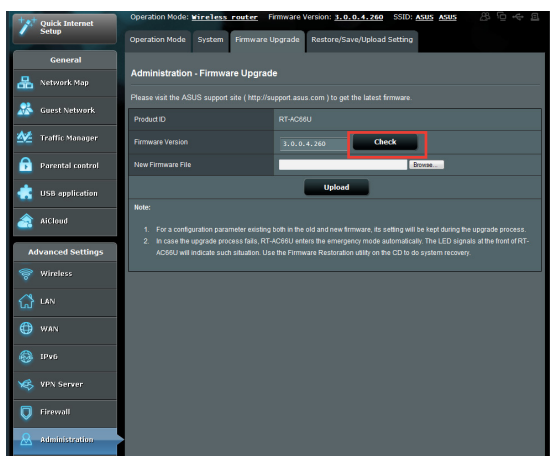 Quick Internet
Setup
Operation Mode: Wireless router Firmware Version: 3.0.0.4.260 SSID: ASUS ASUS
Operation Mode System Firmware Upgrade Restore/Save/Upload Setting
General
Network Map
Guest Network
Traffic Manager
Parental control
USB application
AiCloud
Advanced Settings
Wireless
LAN
WAN
IPv6
VPN Server
Firewall
Administration
Administration - Firmware Upgrade
Please visit the ASUS support site ( http://support.asus.com ) to get the latest firmware.
Product ID RT-AC66U
Firmware Version 3.0.0.4.260 Check
New Firmware File Browse...
Upload
Note:
1. For a configuration parameter existing both in the old and new firmware, its setting will be kept during the upgrade process.
2. In case the upgrade process fails, RT-AC66U enters the emergency mode automatically. The LED signals at the front of RT-
AC66U will indicate such situation. Use the Firmware Restoration utility on the CD to do system recovery.